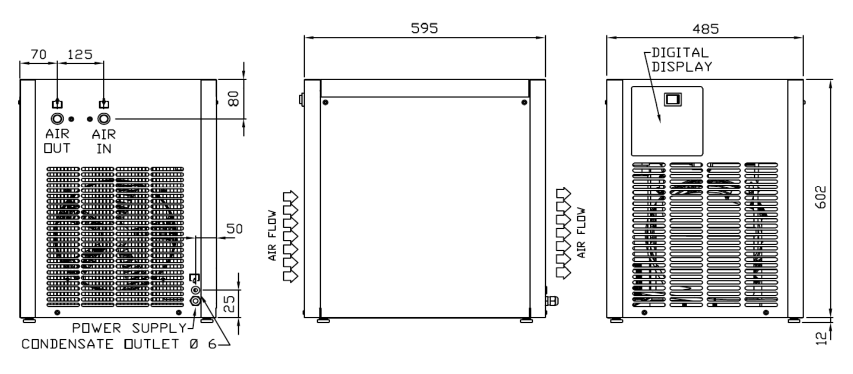 70
125
80
AIR
OUT
AIR
IN
50
25
POWER SUPPLY
CONDENSATE OUTLET Ø 6
595
AIR FLOW
AIR FLOW
485
DIGITAL
DISPLAY
602
12